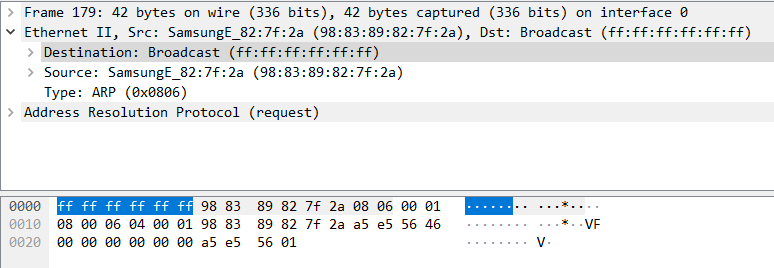 Frame 179: 42 bytes on wire (336 bits), 42 bytes captured (336 bits) on interface 0
Ethernet II, Src: SamsungE_82:7f:2a (98:83:89:82:7f:2a), Dst: Broadcast (ff:ff:ff:ff:ff:ff)
Destination: Broadcast (ff:ff:ff:ff:ff:ff)
Source: SamsungE_82:7f:2a (98:83:89:82:7f:2a)
Type: ARP (0x0806)
Address Resolution Protocol (request)
0000 ff ff ff ff ff ff 98 83 89 82 7f 2a 08 06 00 01 ········ ···*····
0010 08 00 06 04 00 01 98 83 89 82 7f 2a a5 e5 56 46 ········ ···*··VF
0020 00 00 00 00 00 00 a5 e5 56 01 ········ V·